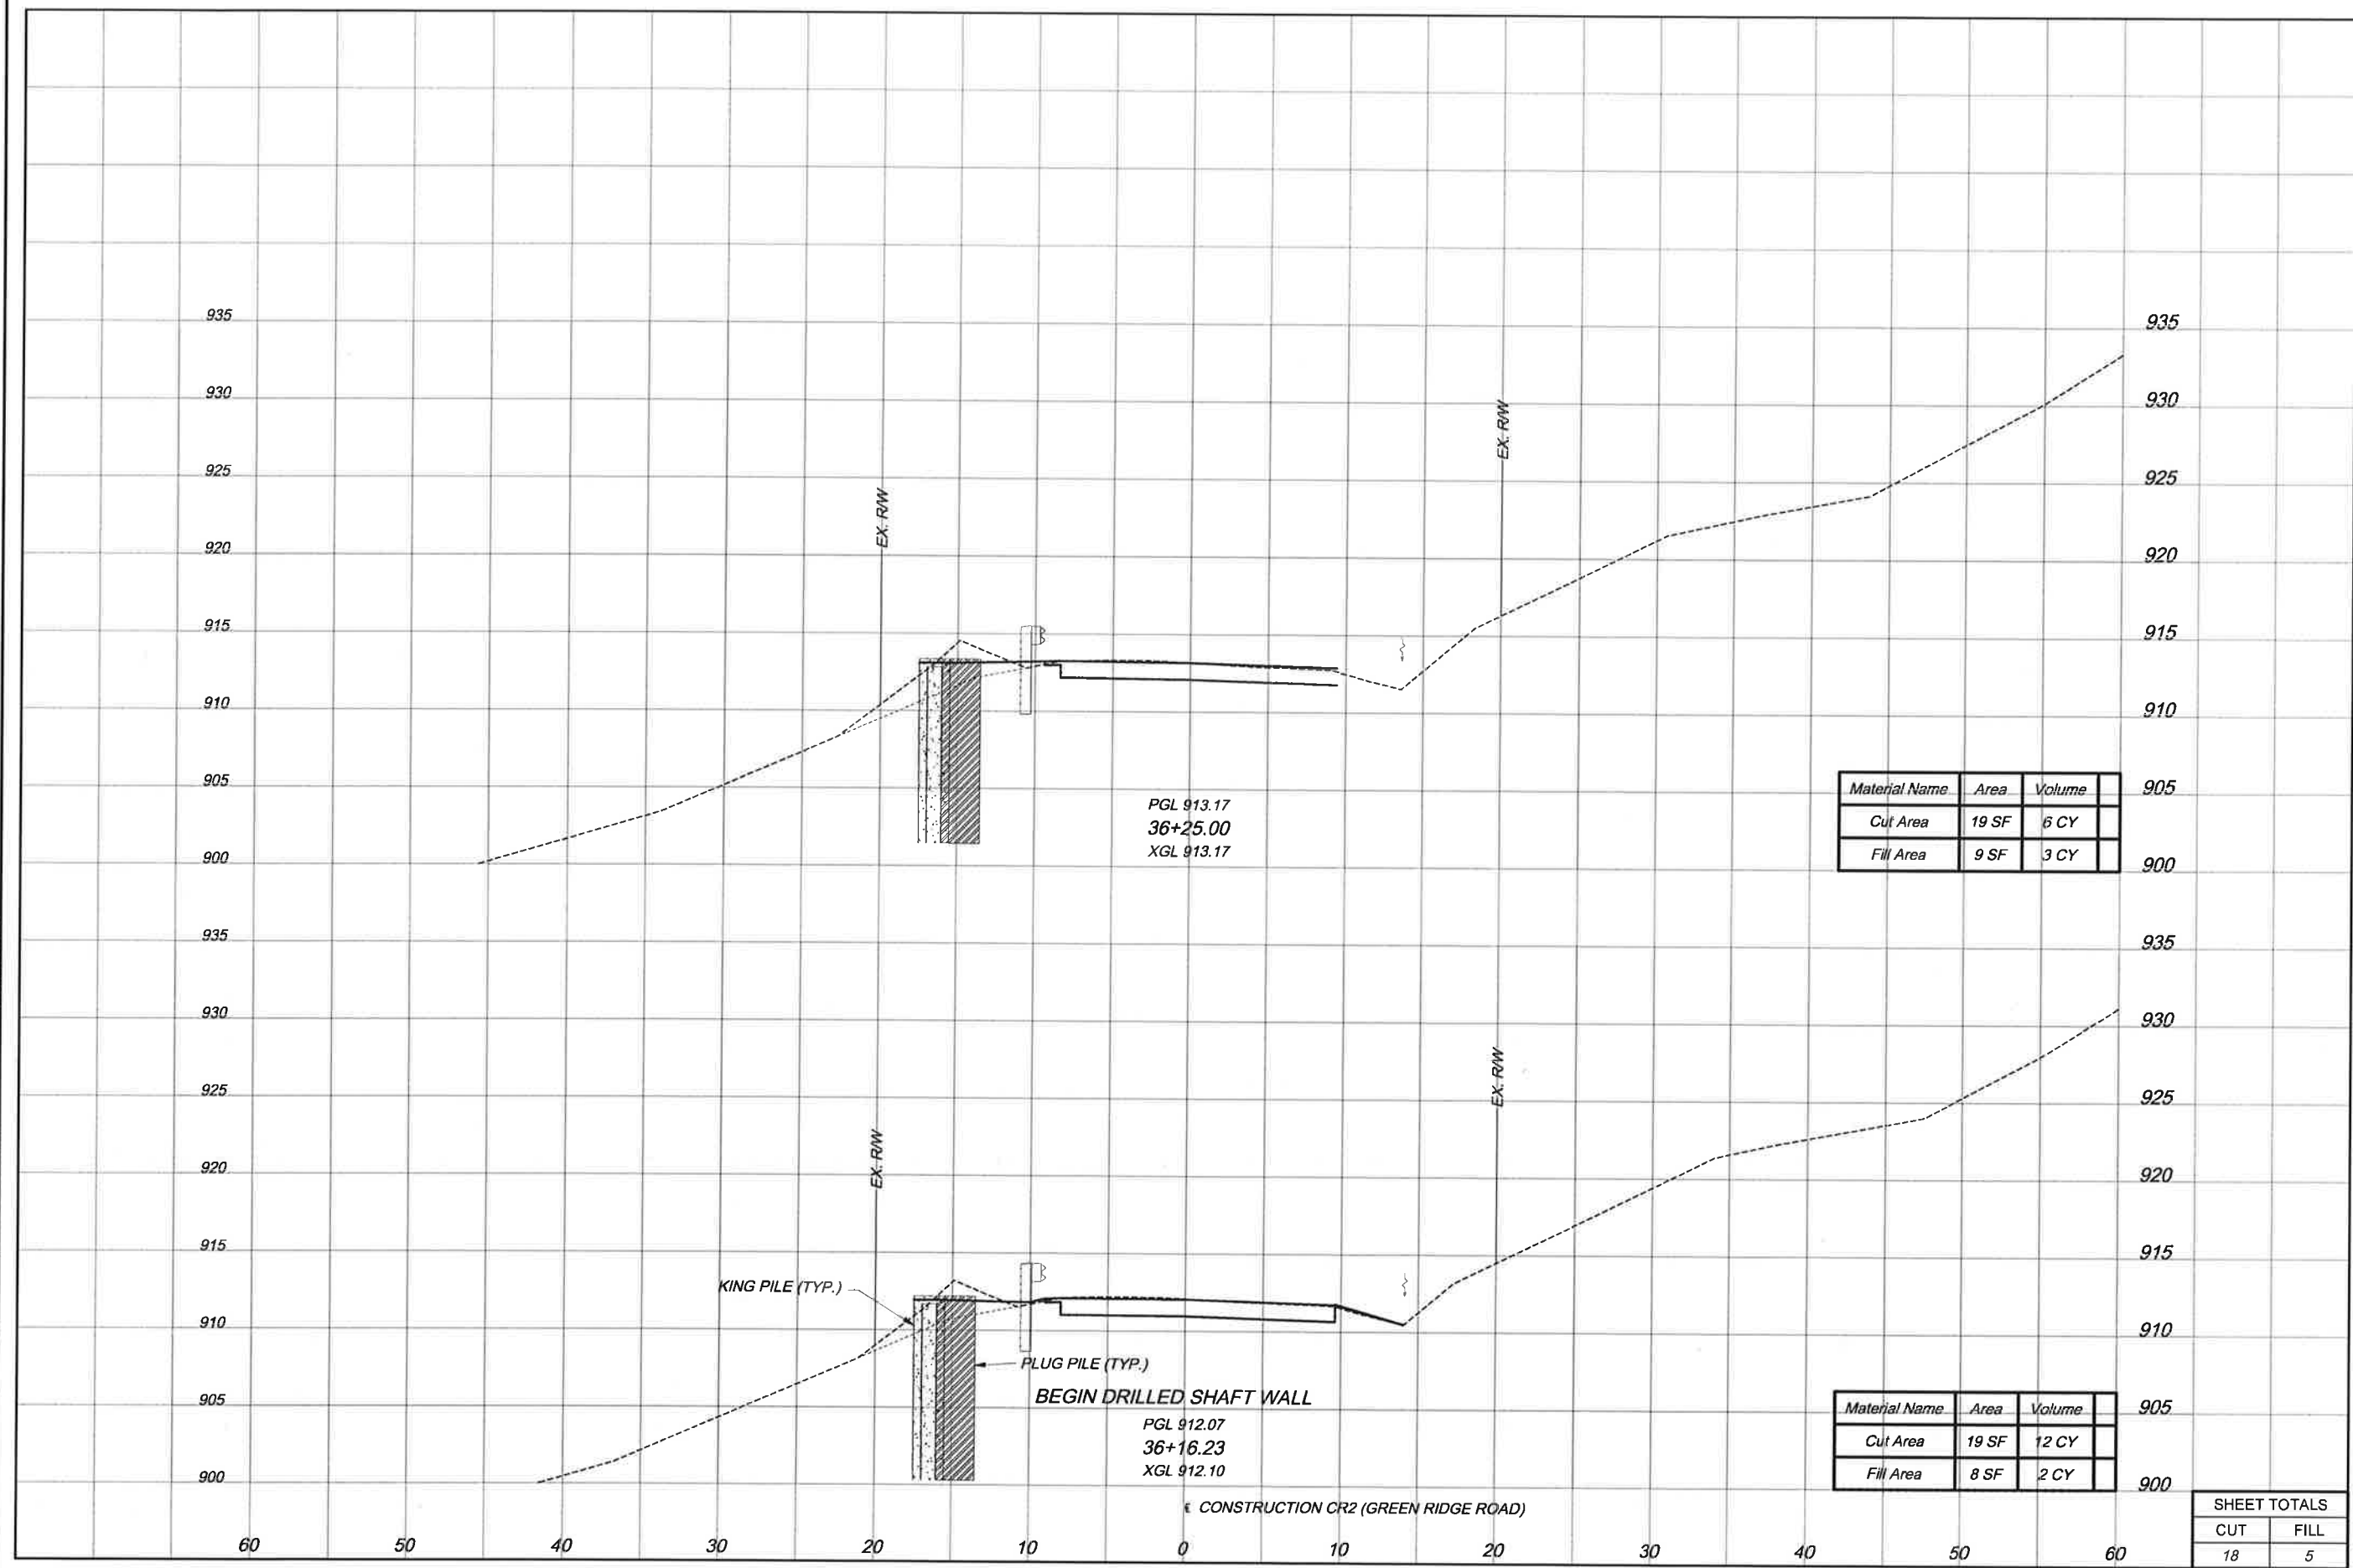 935 935
930 930
EX. R/W
925 925
EX. R/W
920 920
915 915
910 910
905 905
900 900
PGL 913.17
36+25.00
XGL 913.17
Material Name Area Volume
Cut Area 19 SF 6 CY
Fill Area 9 SF 3 CY
935 935
930 930
EX. R/W
925 925
EX. R/W
920 920
915 915
KING PILE (TYP.)
910 910
PLUG PILE (TYP.)
BEGIN DRILLED SHAFT WALL
905 905
PGL 912.07
36+16.23
XGL 912.10
Material Name Area Volume
Cut Area 19 SF 12 CY
Fill Area 8 SF 2 CY
900 900
℄ CONSTRUCTION CR2 (GREEN RIDGE ROAD)
60 50 40 30 20 10 0 10 20 30 40 50 60
SHEET TOTALS
CUT FILL
18 5